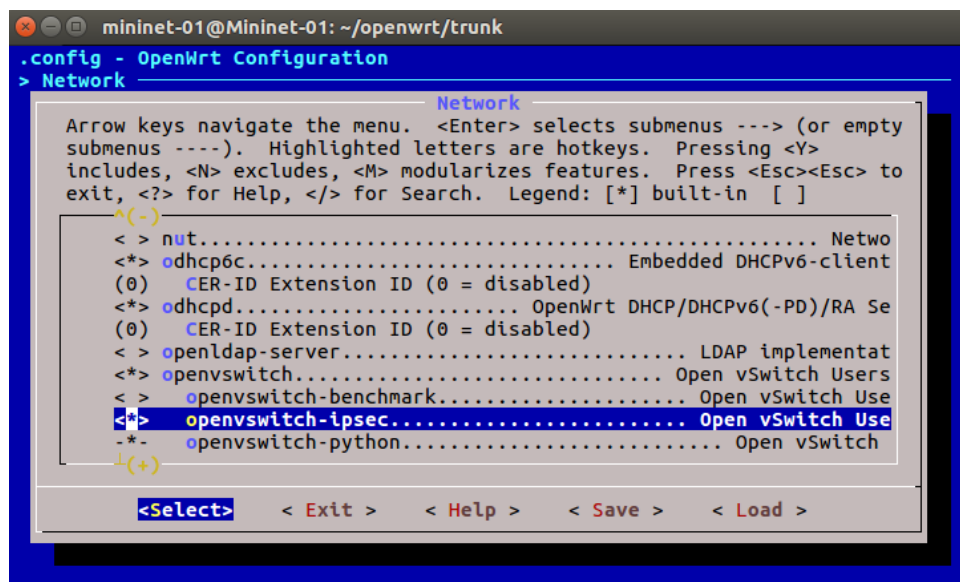 mininet-01@Mininet-01: ~/openwrt/trunk
.config - OpenWrt Configuration
> Network
Network
Arrow keys navigate the menu.  <Enter> selects submenus ---> (or empty
submenus ----).  Highlighted letters are hotkeys.  Pressing <Y>
includes, <N> excludes, <M> modularizes features.  Press <Esc><Esc> to
exit, <?> for Help, </> for Search.  Legend: [*] built-in  [ ]
^(-)
< > nut.................................................... Netwo
<*> odhcp6c............................... Embedded DHCPv6-client
(0)   CER-ID Extension ID (0 = disabled)
<*> odhcpd........................ OpenWrt DHCP/DHCPv6(-PD)/RA Se
(0)   CER-ID Extension ID (0 = disabled)
< > openldap-server............................. LDAP implementat
<*> openvswitch............................... Open vSwitch Users
< >   openvswitch-benchmark..................... Open vSwitch Use
<*>   openvswitch-ipsec......................... Open vSwitch Use
-*-   openvswitch-python........................... Open vSwitch
┴(+)
<Select>    < Exit >    < Help >    < Save >    < Load >